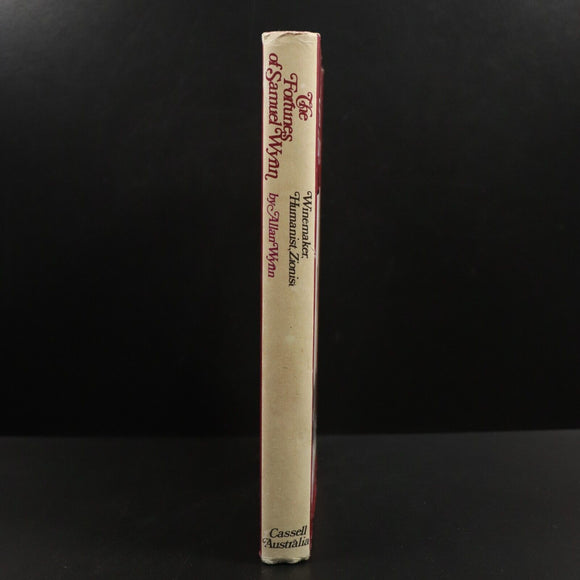 The
Fortunes
of Samuel Wynn
Winemaker,
Humanist, Zionist
by Allan Wynn
Cassell
Australia